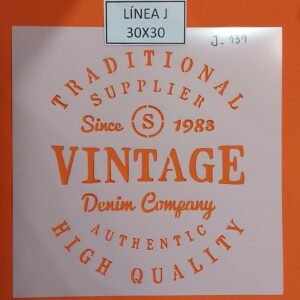 LÍNEA J
30X30
J-139
TRADITIONAL
SUPPLIER
Since S 1983
VINTAGE
Denim Company
AUTHENTIC
HIGH QUALITY